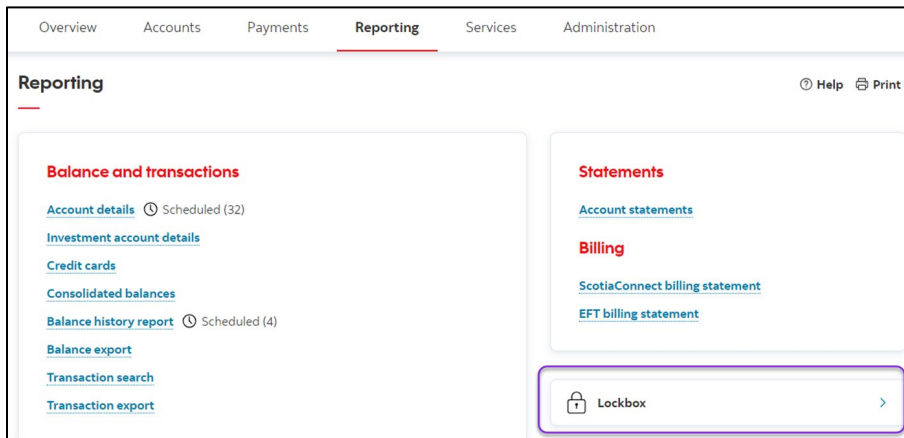 Overview Accounts Payments Reporting Services Administration
Reporting
Help Print
Balance and transactions
Account details Scheduled (32)
Investment account details
Credit cards
Consolidated balances
Balance history report Scheduled (4)
Balance export
Transaction search
Transaction export
Statements
Account statements
Billing
ScotiaConnect billing statement
EFT billing statement
Lockbox